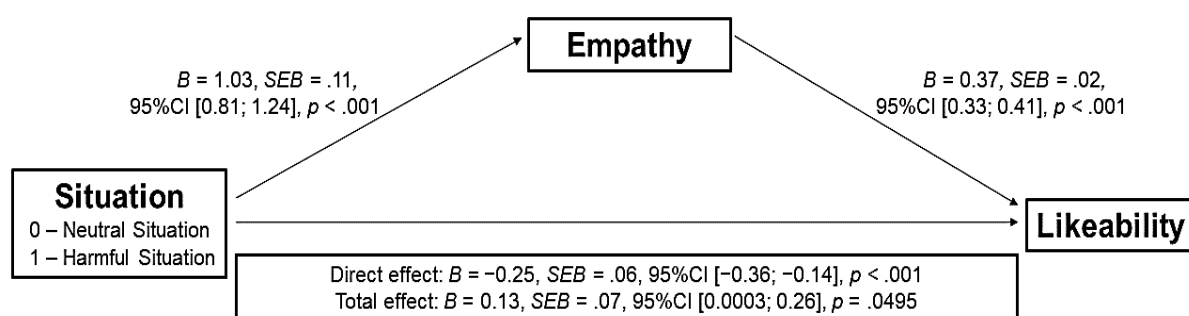 Empathy
B = 1.03, SEB = .11,
95%CI [0.81; 1.24], p < .001
B = 0.37, SEB = .02,
95%CI [0.33; 0.41], p < .001
Situation
0 – Neutral Situation
1 – Harmful Situation
Likeability
Direct effect: B = −0.25, SEB = .06, 95%CI [−0.36; −0.14], p < .001
Total effect: B = 0.13, SEB = .07, 95%CI [0.0003; 0.26], p = .0495